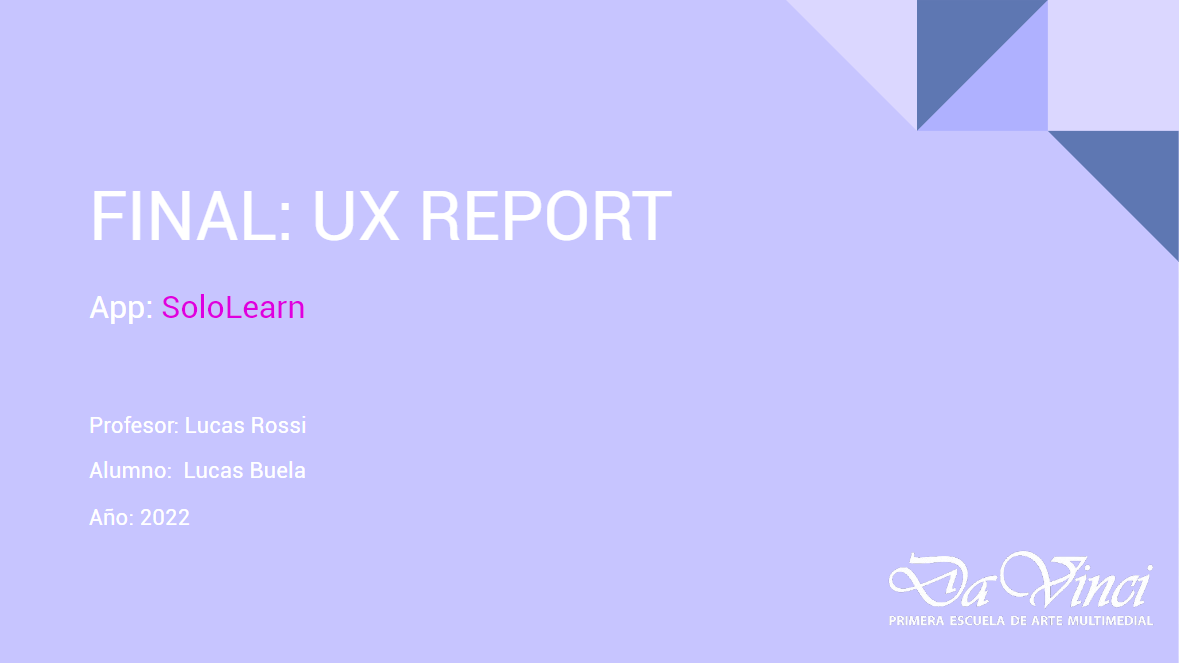 FINAL: UX REPORT
App: SoloLearn
Profesor: Lucas Rossi
Alumno:  Lucas Buela
Año: 2022
Da Vinci
PRIMERA ESCUELA DE ARTE MULTIMEDIAL